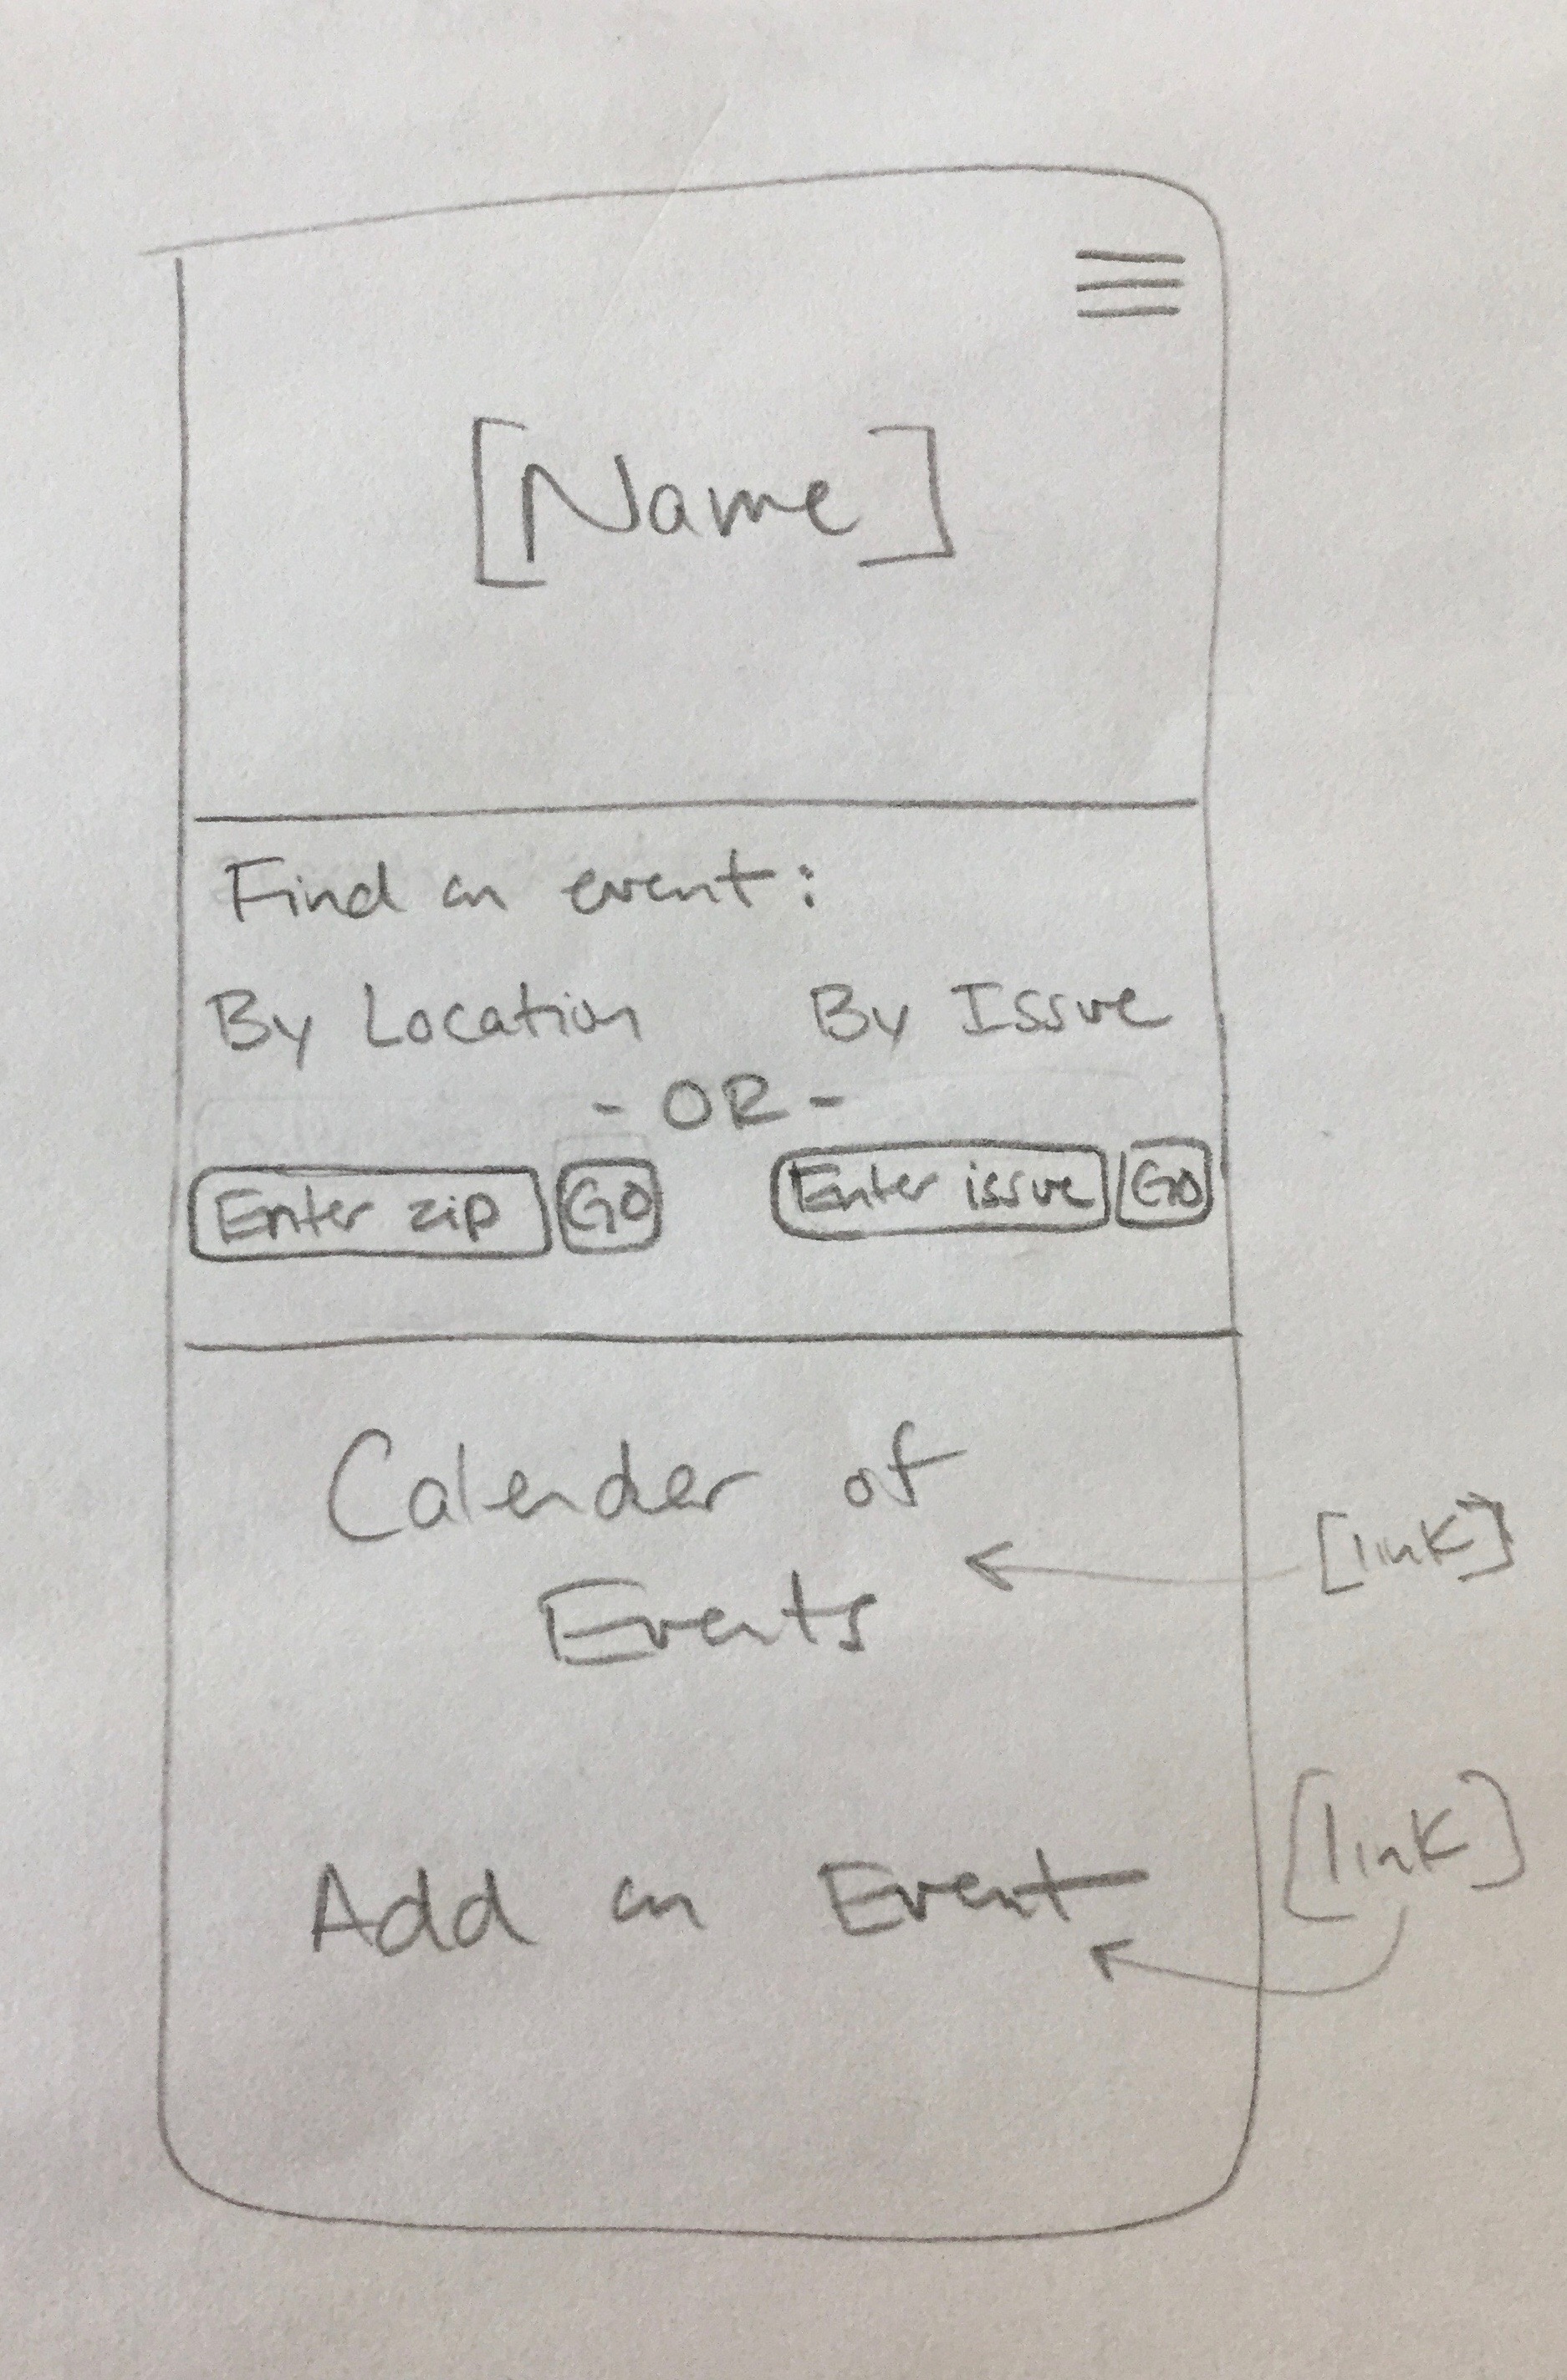 [Name]
Find an event:
By Location By Issue
- OR -
Enter zip GO Enter issue GO
Calender of
Events
[link]
Add an Event
[link]